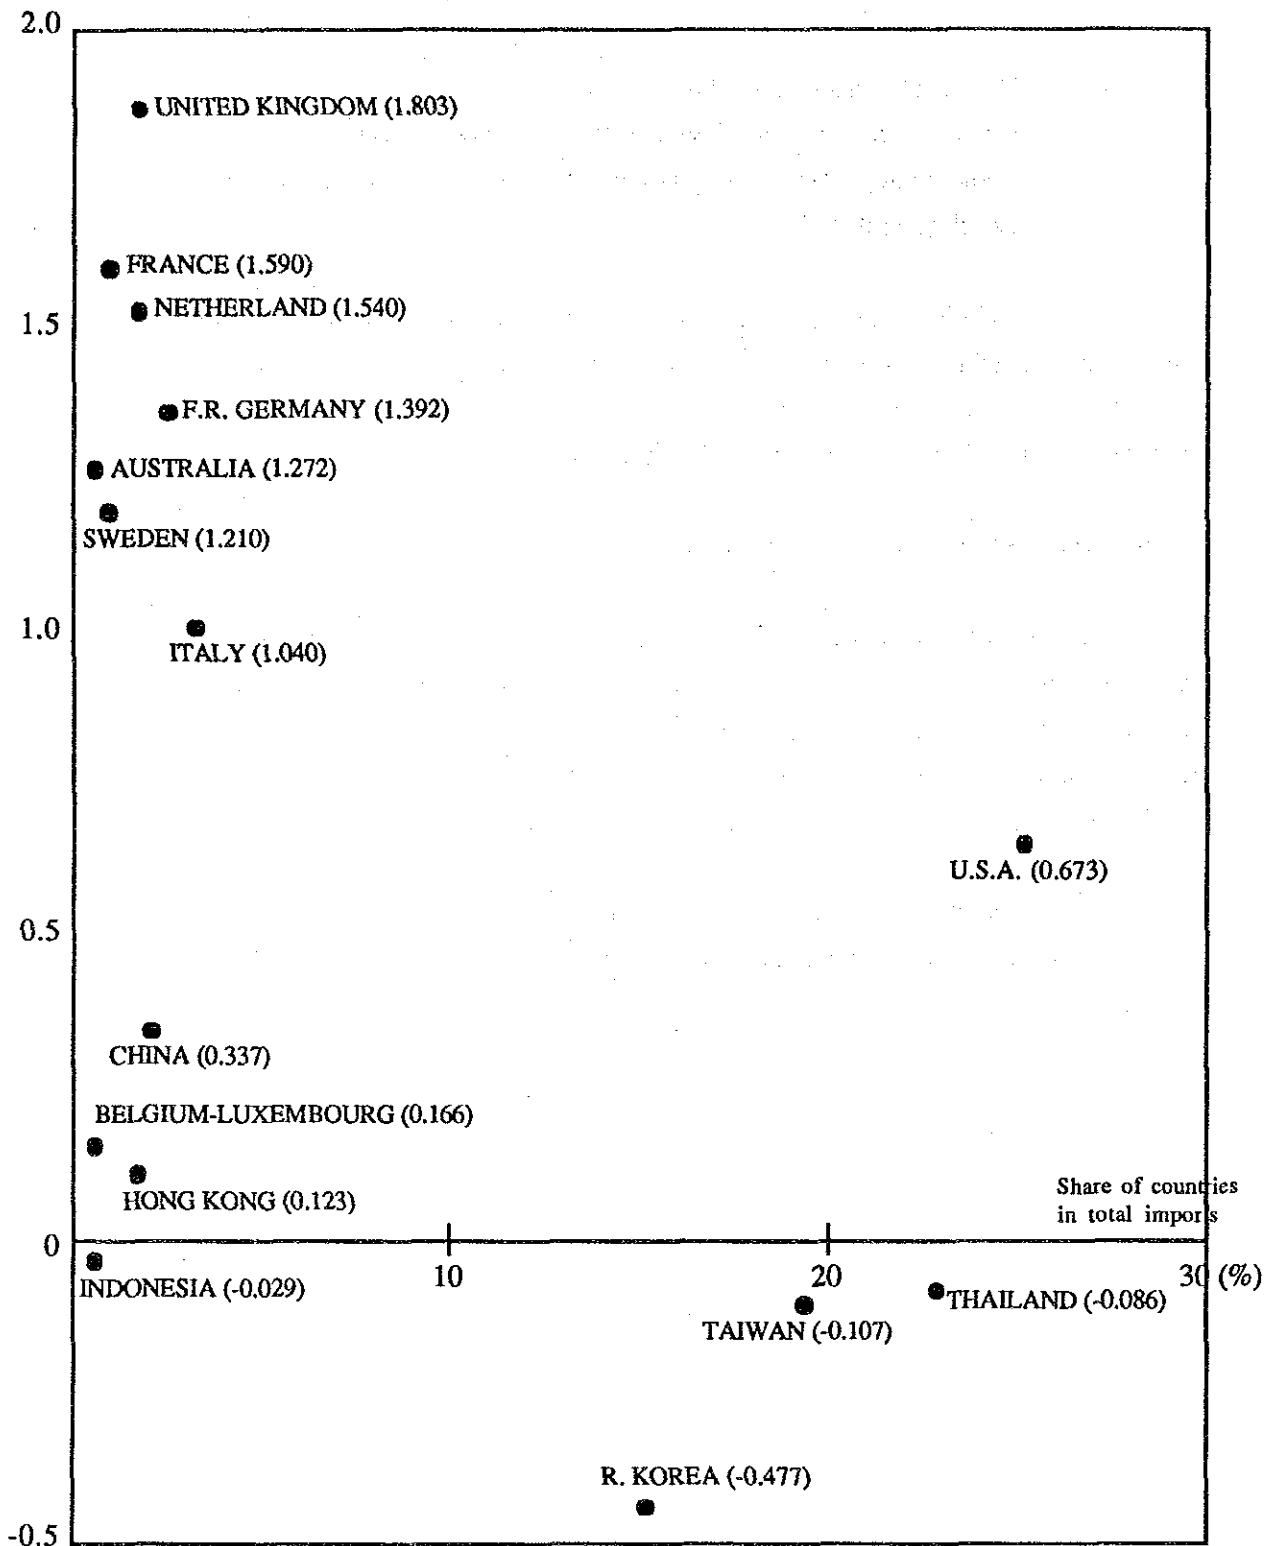 2.0
UNITED KINGDOM (1.803)
FRANCE (1.590)
NETHERLAND (1.540)
1.5
F.R. GERMANY (1.392)
AUSTRALIA (1.272)
SWEDEN (1.210)
1.0
ITALY (1.040)
U.S.A. (0.673)
0.5
CHINA (0.337)
BELGIUM-LUXEMBOURG (0.166)
HONG KONG (0.123)
Share of countries
in total imports
0
10
20
30 (%)
INDONESIA (-0.029)
THAILAND (-0.086)
TAIWAN (-0.107)
R. KOREA (-0.477)
-0.5